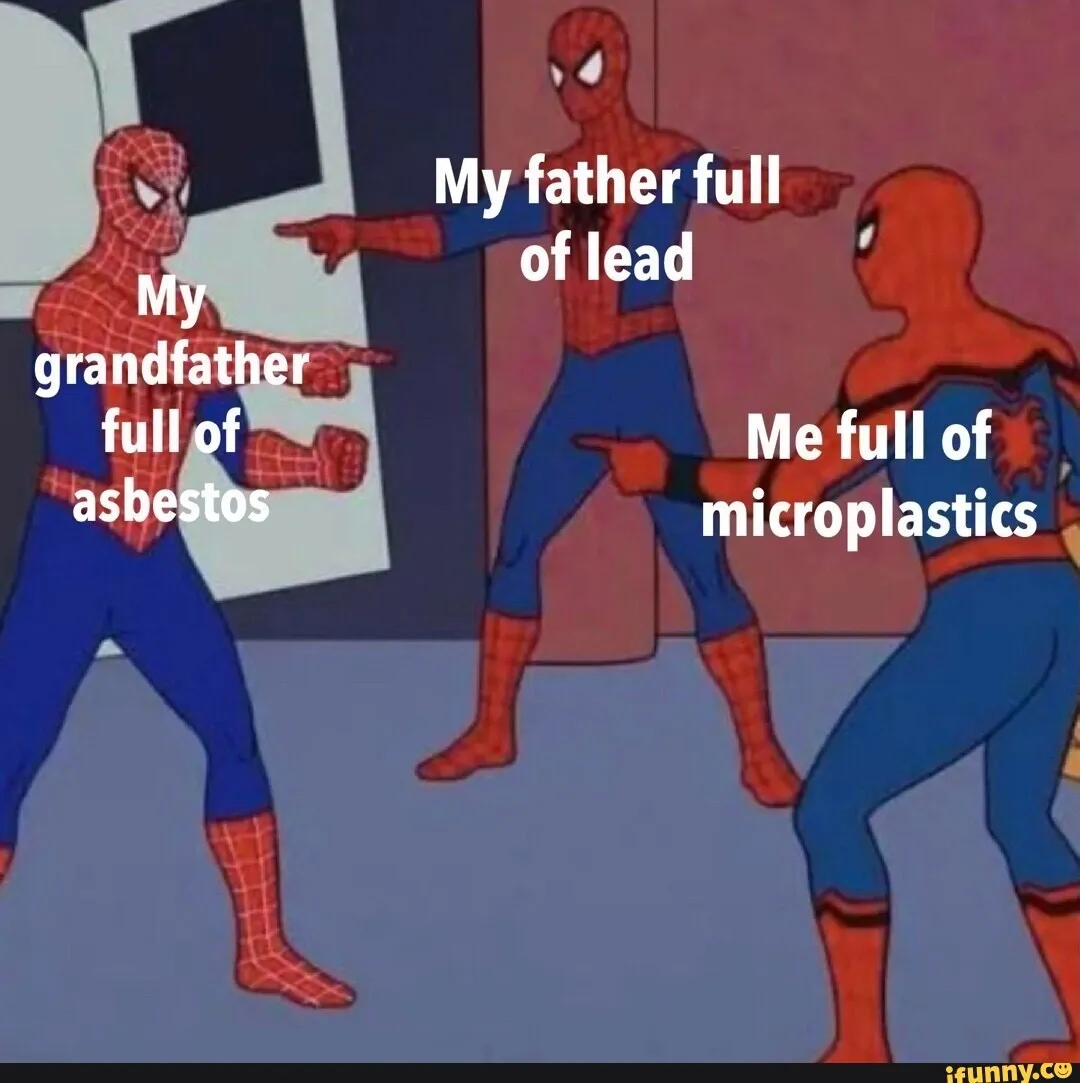 My father full
of lead
My
grandfather
full of
asbestos
Me full of
microplastics
ifunny.co